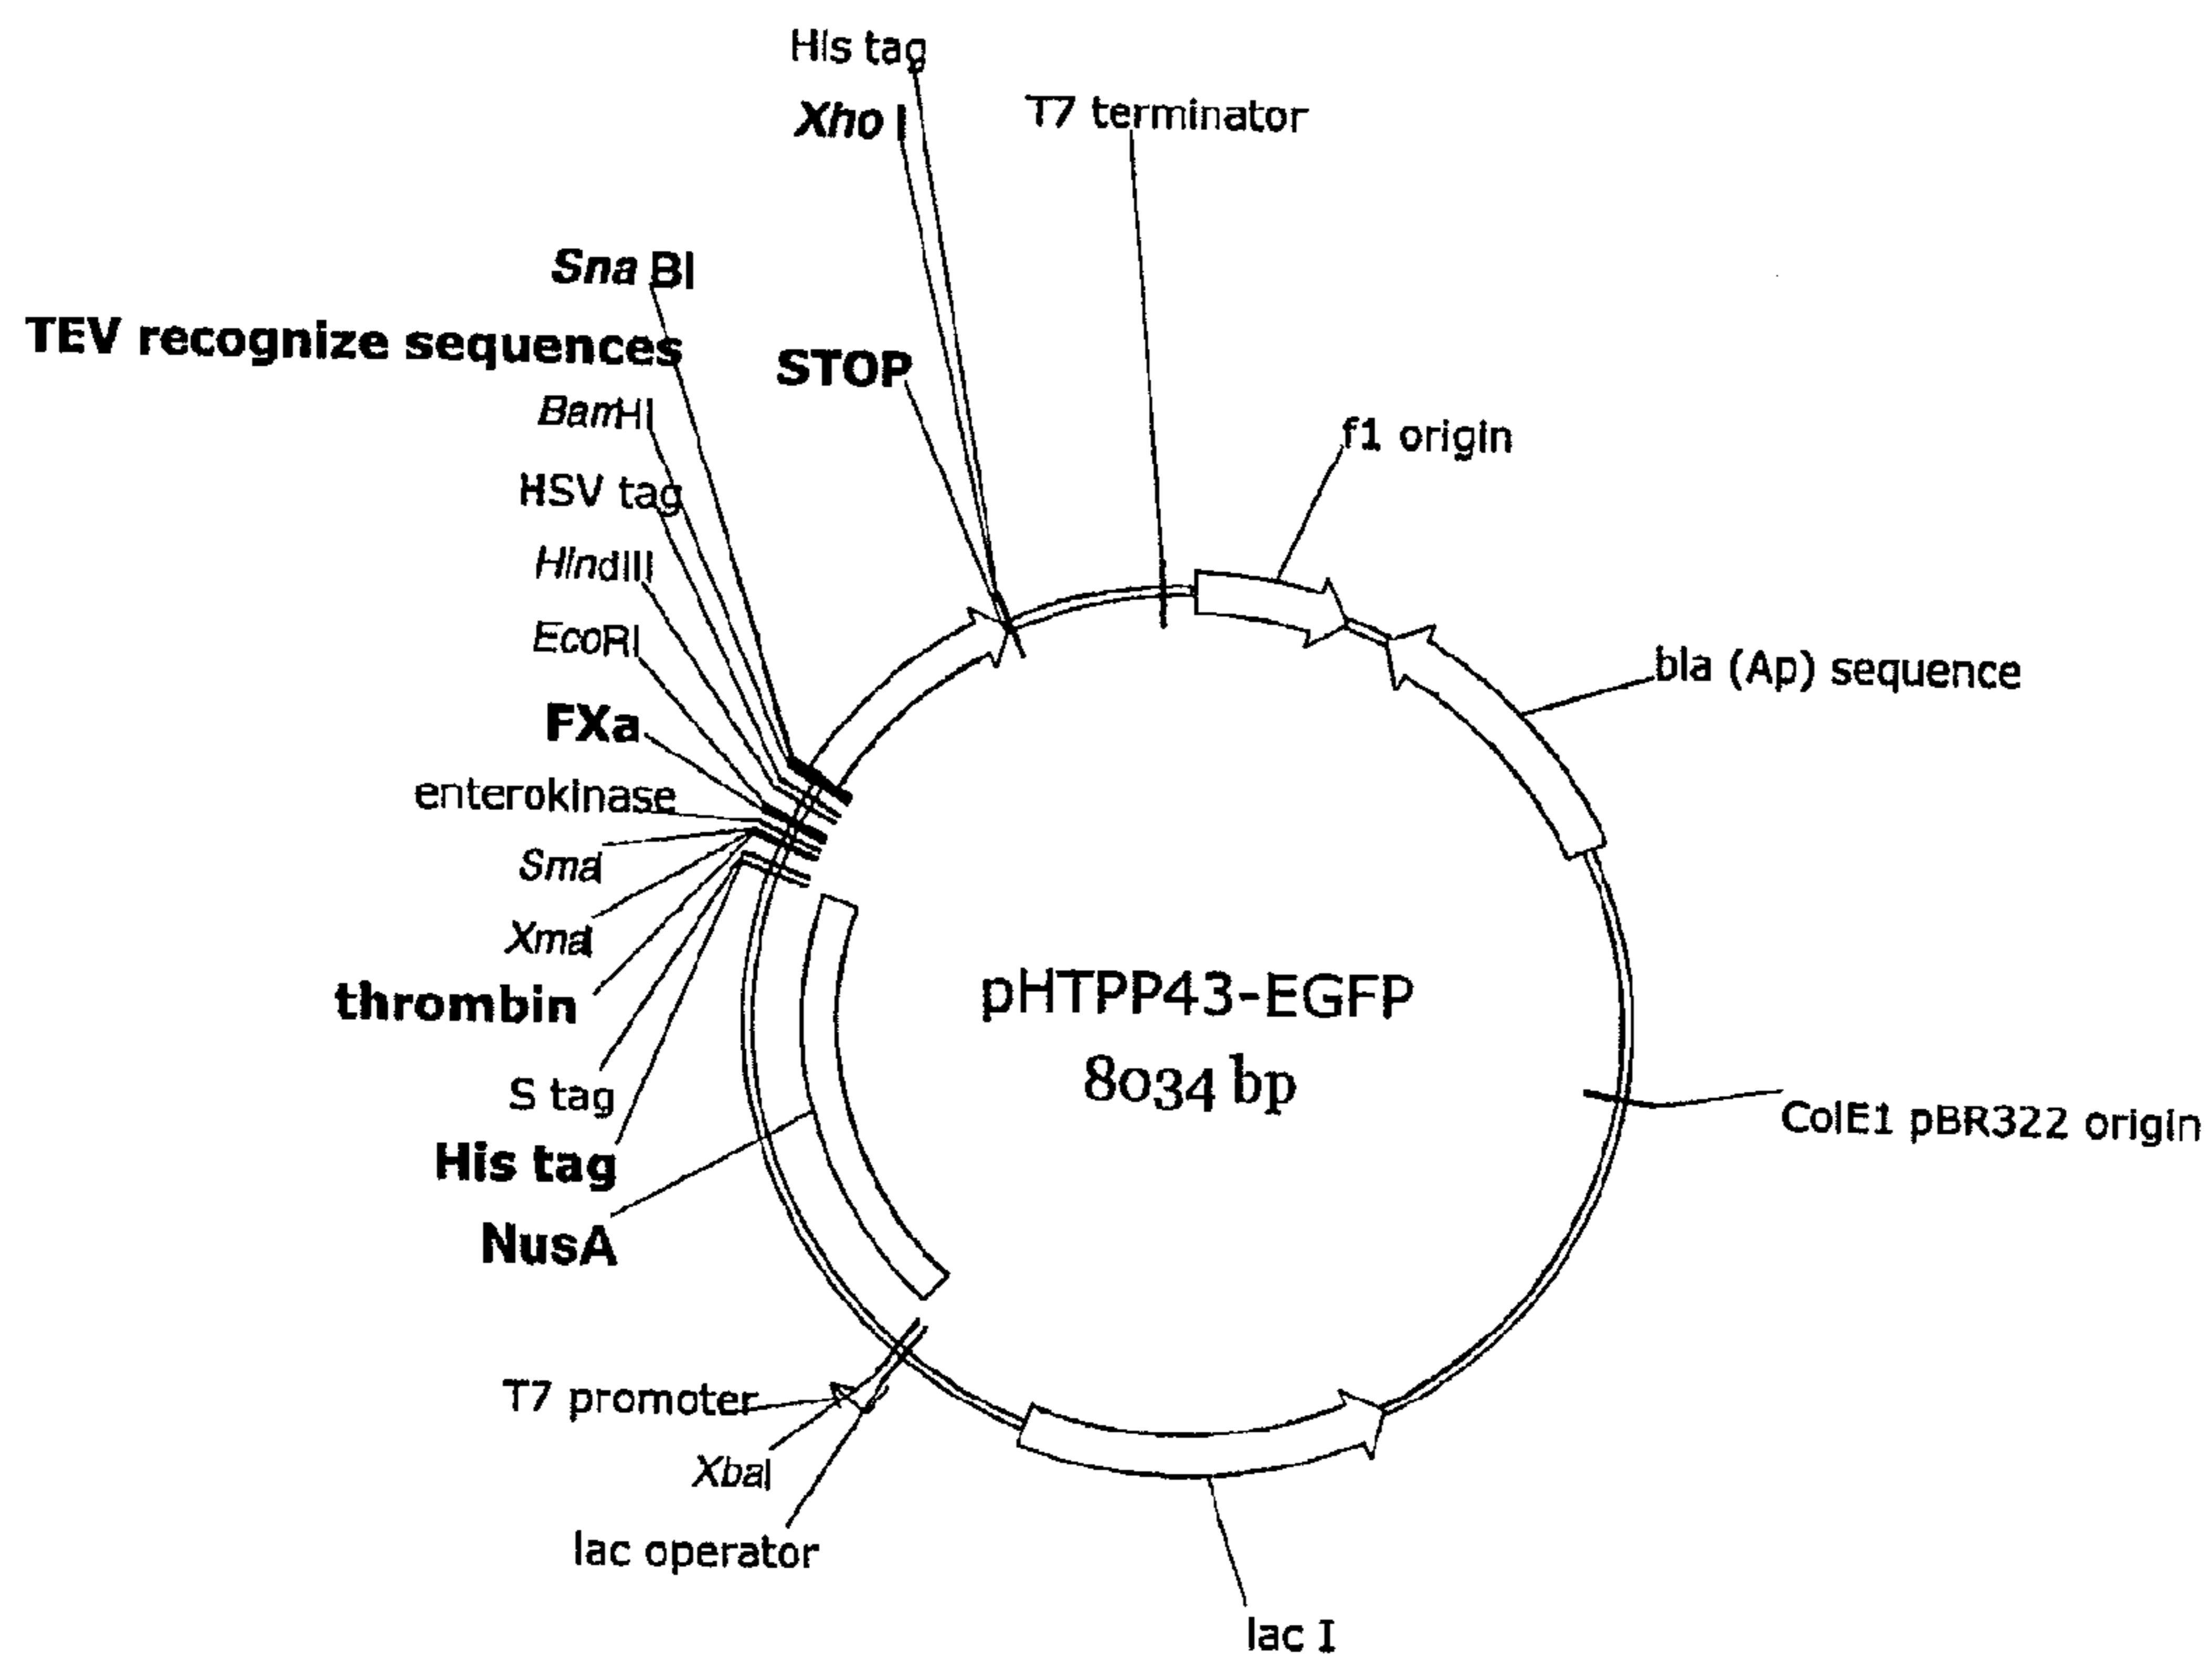 His tag
Xho I
T7 terminator
Sna BI
TEV recognize sequences
STOP
BamHI
f1 origin
HSV tag
HindIII
EcoRI
bla (Ap) sequence
FXa
enterokinase
SmaI
XmaI
thrombin
pHTPP43-EGFP
8034 bp
S tag
ColE1 pBR322 origin
His tag
NusA
T7 promoter
XbaI
lac operator
lac I